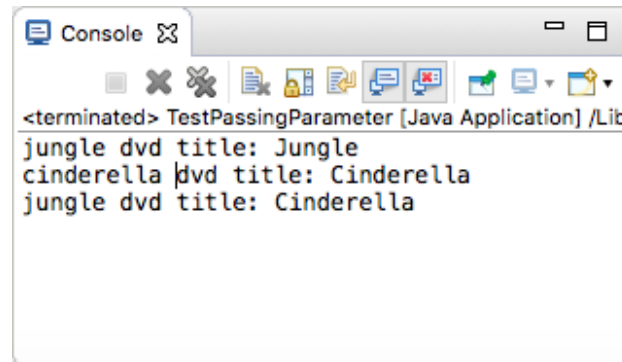 Console
<terminated> TestPassingParameter [Java Application] /Lib
jungle dvd title: Jungle
cinderella dvd title: Cinderella
jungle dvd title: Cinderella